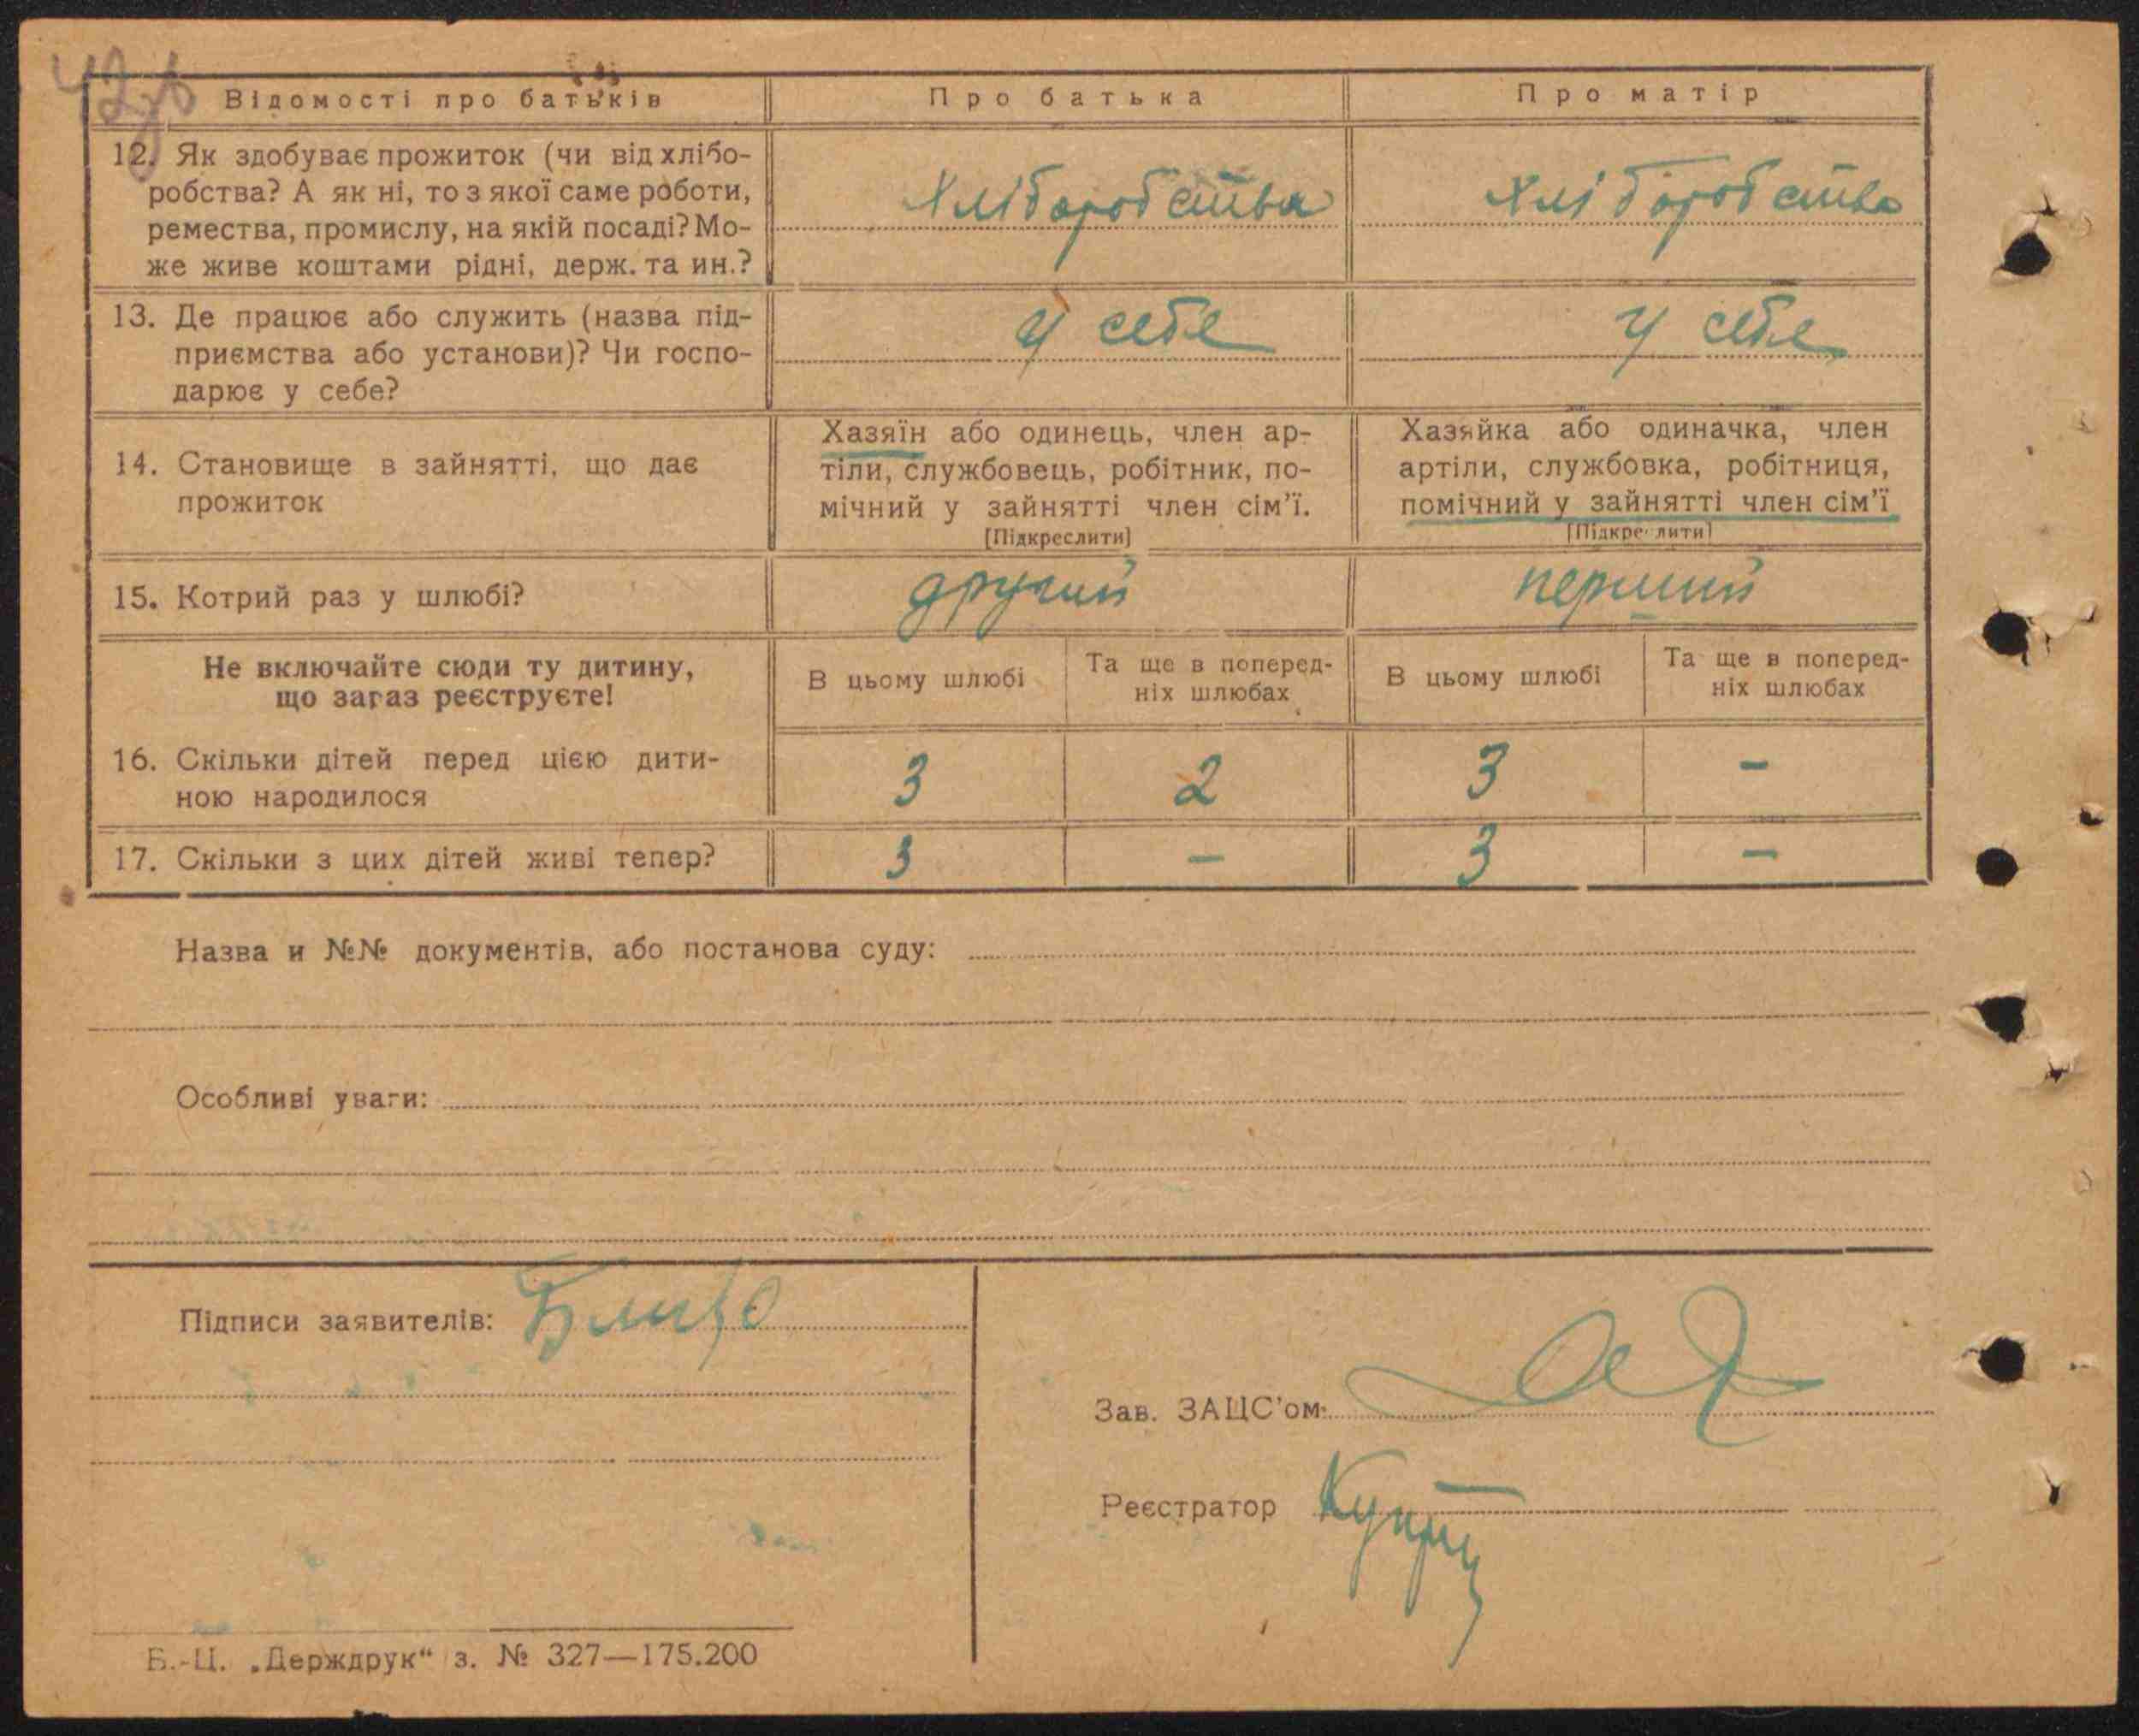 Відомості про батьків Про батька Про матір
12. Як здобуває прожиток (чи від хлібо-
робства? А як ні, то з якої саме роботи,
ремества, промислу, на якій посаді? Мо-
же живе коштами рідні, держ. та ин.?
Хліборобства Хліборобства
13. Де працює або служить (назва під-
приємства або установи)? Чи госпо-
дарює у себе?
У себе У себе
14. Становище в зайнятті, що дає
прожиток
Хазяїн або одинець, член ар-
тіли, службовець, робітник, по-
мічний у зайнятті член сім’ї.
[Підкреслити]
Хазяйка або одиначка, член
артіли, службовка, робітниця,
помічний у зайнятті член сім’ї
[Підкреслити]
15. Котрий раз у шлюбі? другий перший
Не включайте сюди ту дитину,
що зараз реєструєте!
В цьому шлюбі
Та ще в поперед-
ніх шлюбах
В цьому шлюбі
Та ще в поперед-
ніх шлюбах
16. Скільки дітей перед цією дити-
ною народилося
3 2 3 -
17. Скільки з цих дітей живі тепер? 3 - 3 -
Назва и №№ документів, або постанова суду:
Особливі уваги:
Підписи заявителів:
Зав. ЗАЦС’ом
Реєстратор
Б.-Ц. „Держдрук“ з. № 327—175.200